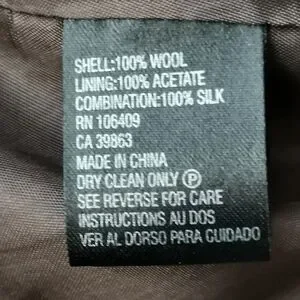 SHELL:100% WOOL
LINING:100% ACETATE
COMBINATION:100% SILK
RN 106409
CA 39863
MADE IN CHINA
DRY CLEAN ONLY Ⓟ
SEE REVERSE FOR CARE
INSTRUCTIONS AU DOS
VER AL DORSO PARA CUIDADO